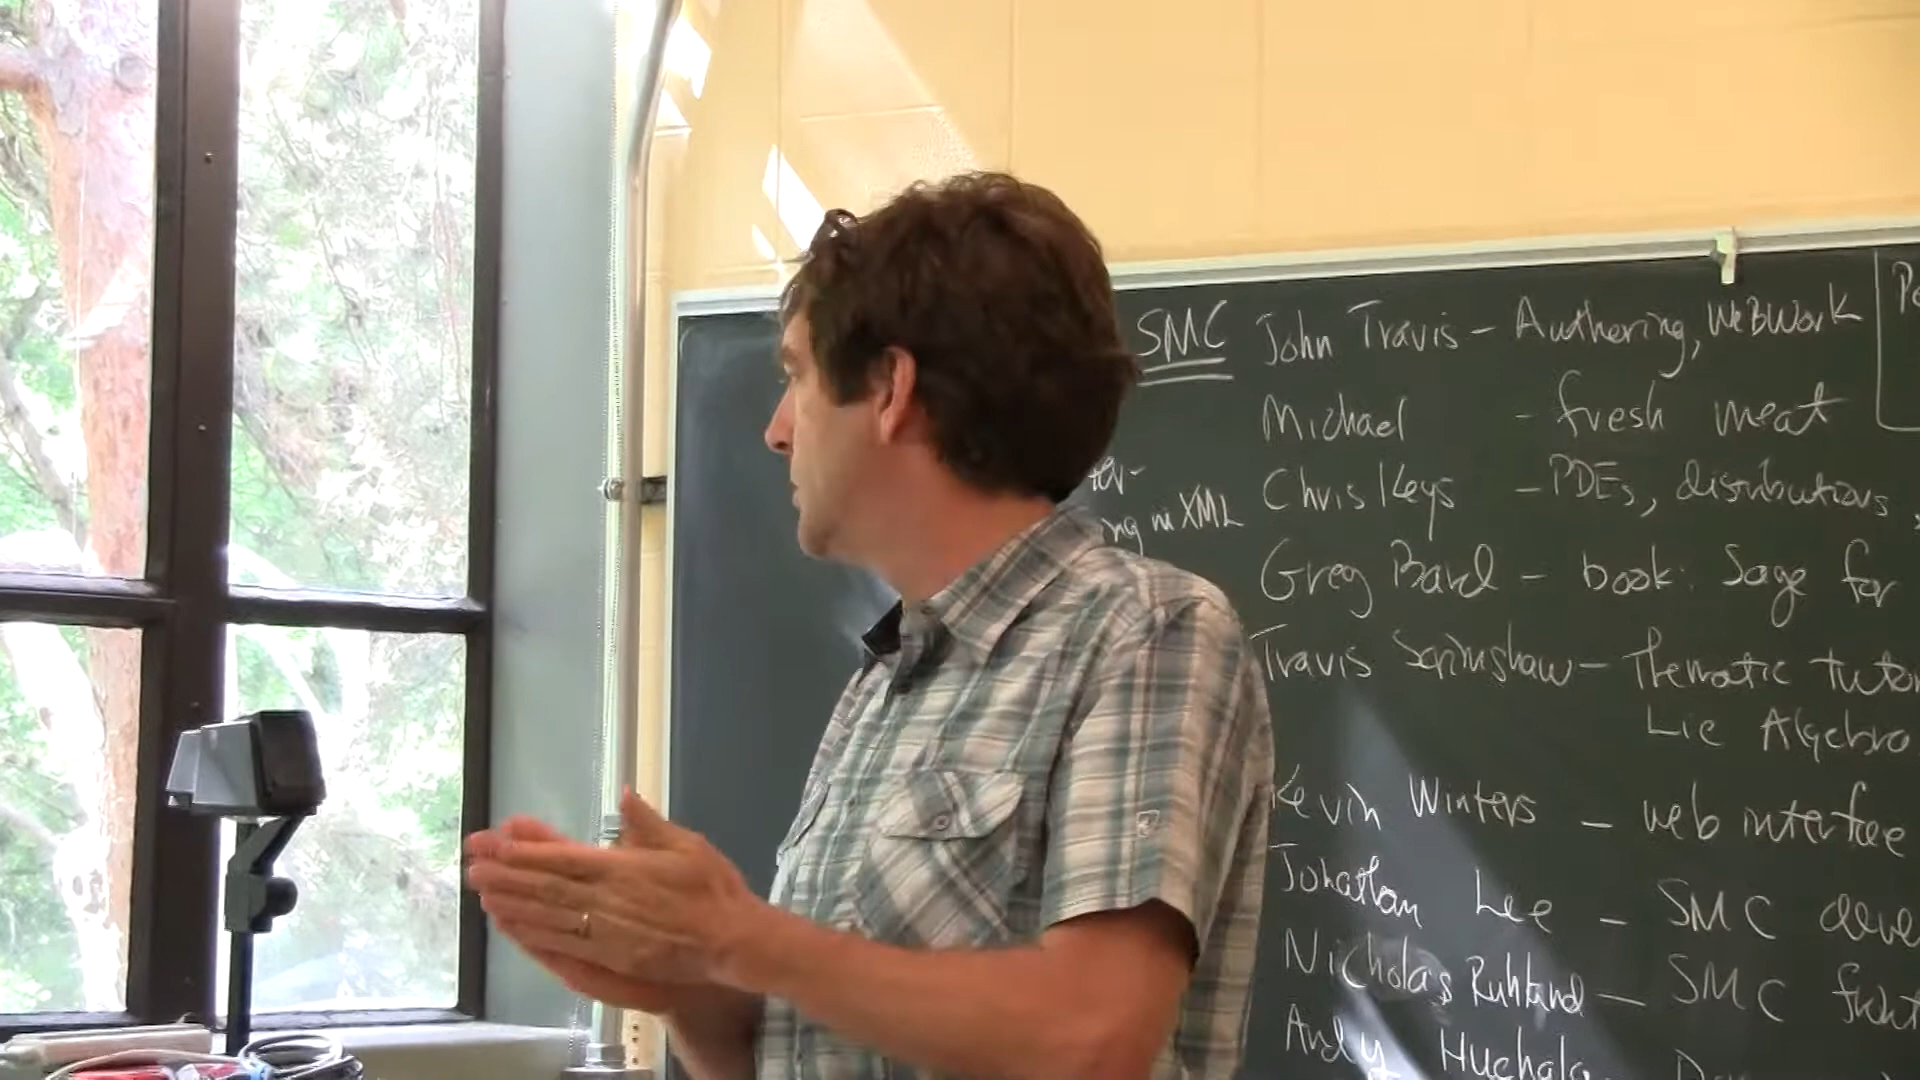 SMC John Travis - Authoring, WeBWorK
Michael - fresh meat
Chris Keys - PDEs, distributions,
ng in XML
Greg Bard - book: Sage for
Travis Scrimshaw - Thematic tutor
Lie Algebra
Kevin Winters - web interface
Jonathan Lee - SMC deve
Nicholas Ruhland - SMC
Andy Huchala